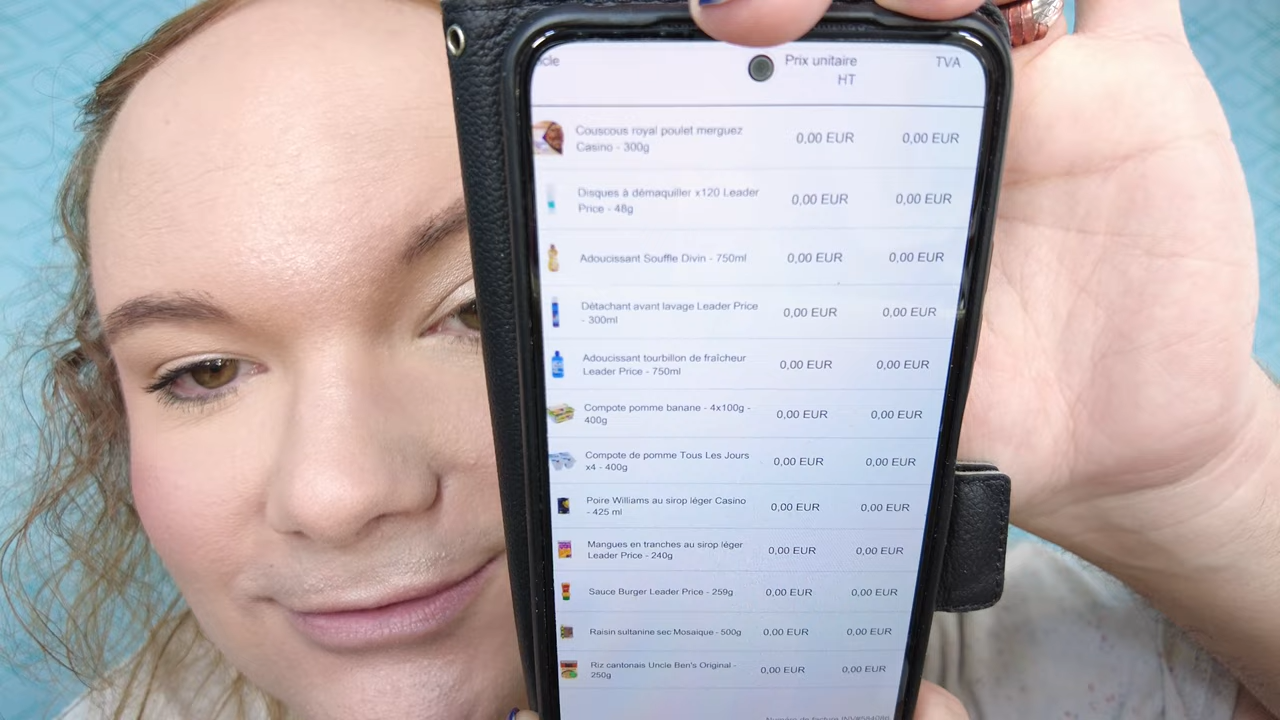 icle Prix unitaire TVA
HT
Couscous royal poulet merguez
Casino - 300g
0,00 EUR 0,00 EUR
Disques à démaquiller x120 Leader
Price - 48g
0,00 EUR 0,00 EUR
Adoucissant Souffle Divin - 750ml 0,00 EUR 0,00 EUR
Détachant avant lavage Leader Price
- 300ml
0,00 EUR 0,00 EUR
Adoucissant tourbillon de fraîcheur
Leader Price - 750ml
0,00 EUR 0,00 EUR
Compote pomme banane - 4x100g -
400g
0,00 EUR 0,00 EUR
Compote de pomme Tous Les Jours
x4 - 400g
0,00 EUR 0,00 EUR
Poire Williams au sirop léger Casino
- 425 ml
0,00 EUR 0,00 EUR
Mangues en tranches au sirop léger
Leader Price - 240g
0,00 EUR 0,00 EUR
Sauce Burger Leader Price - 259g 0,00 EUR 0,00 EUR
Raisin sultanine sec Mosaique - 500g 0,00 EUR 0,00 EUR
Riz cantonais Uncle Ben's Original -
250g
0,00 EUR 0,00 EUR